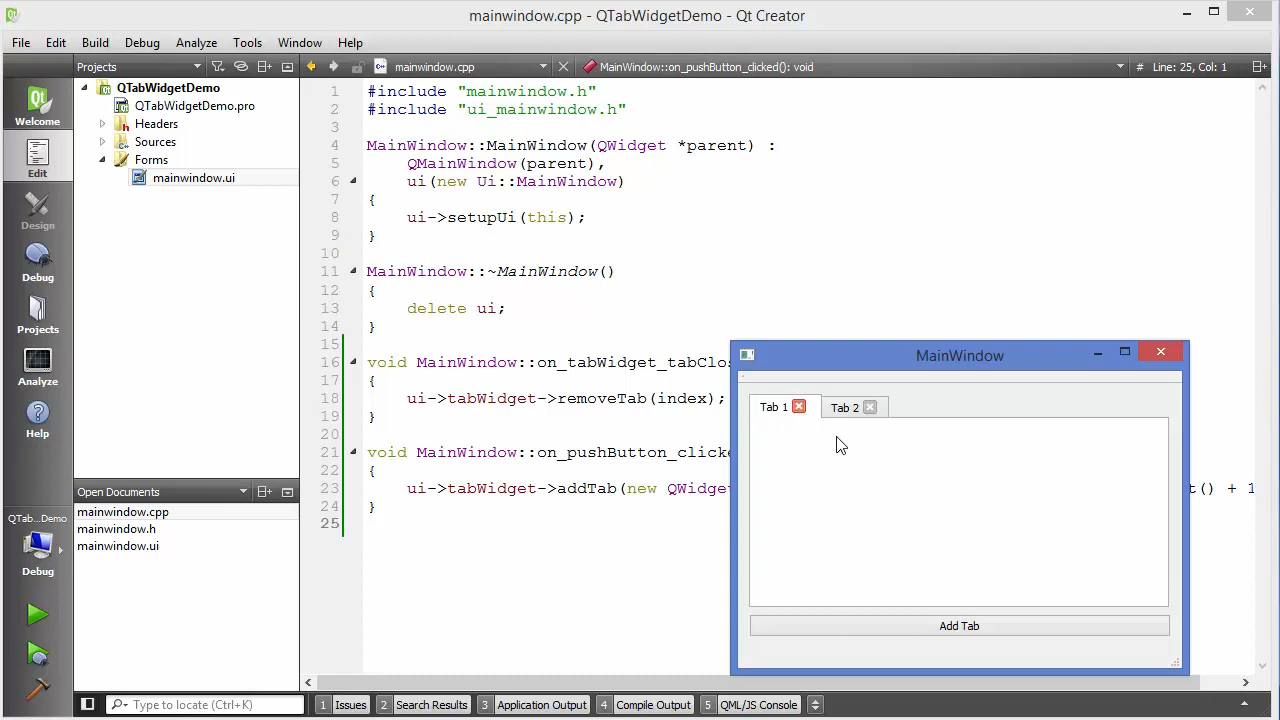 mainwindow.cpp - QTabWidgetDemo - Qt Creator
File Edit Build Debug Analyze Tools Window Help
Projects mainwindow.cpp MainWindow::on_pushButton_clicked(): void # Line: 25, Col: 1
Welcome
Edit
Design
Debug
Projects
Analyze
Help
QTab...Demo
Debug
QTabWidgetDemo
QTabWidgetDemo.pro
Headers
Sources
Forms
mainwindow.ui
Open Documents
mainwindow.cpp
mainwindow.h
mainwindow.ui
1 #include "mainwindow.h"
2 #include "ui_mainwindow.h"
3
4 MainWindow::MainWindow(QWidget *parent) :
5 QMainWindow(parent),
6 ui(new Ui::MainWindow)
7 {
8 ui->setupUi(this);
9 }
10
11 MainWindow::~MainWindow()
12 {
13 delete ui;
14 }
15
16 void MainWindow::on_tabWidget_tabClos
17 {
18 ui->tabWidget->removeTab(index);
19 }
20
21 void MainWindow::on_pushButton_clicke
22 {
23 ui->tabWidget->addTab(new QWidget t() + 1
24 }
25
MainWindow
Tab 1 Tab 2
Add Tab
Type to locate (Ctrl+K) 1 Issues 2 Search Results 3 Application Output 4 Compile Output 5 QML/JS Console